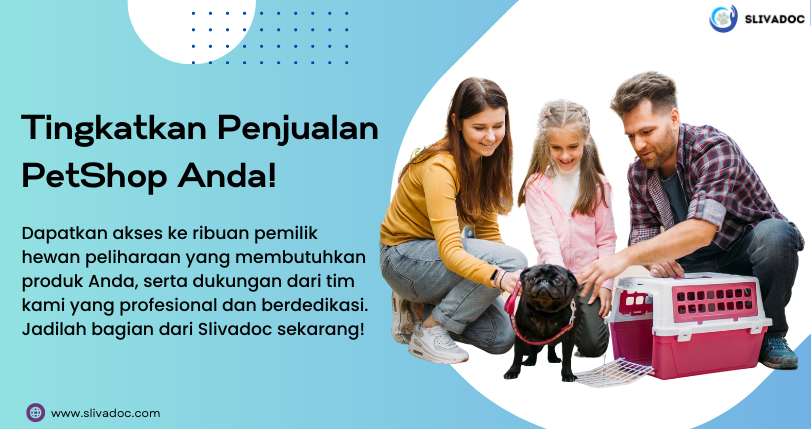 SLIVADOC
Tingkatkan Penjualan
PetShop Anda!
Dapatkan akses ke ribuan pemilik
hewan peliharaan yang membutuhkan
produk Anda, serta dukungan dari tim
kami yang profesional dan berdedikasi.
Jadilah bagian dari Slivadoc sekarang!
www.slivadoc.com